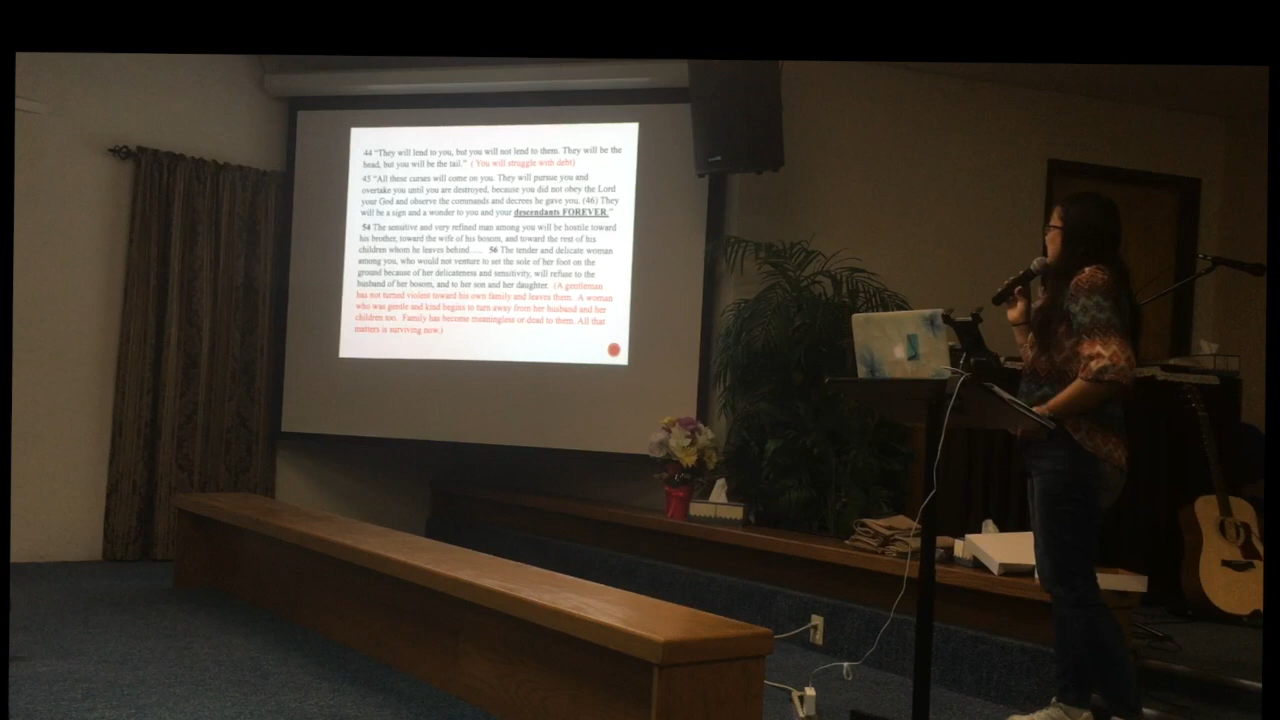 44 “They will lend to you, but you will not lend to them. They will be the
head, but you will be the tail.” ( You will struggle with debt)
45 “All these curses will come on you. They will pursue you and
overtake you until you are destroyed, because you did not obey the Lord
your God and observe the commands and decrees he gave you. (46) They
will be a sign and a wonder to you and your descendants FOREVER.”
54 The sensitive and very refined man among you will be hostile toward
his brother, toward the wife of his bosom, and toward the rest of his
children whom he leaves behind.... 56 The tender and delicate woman
among you, who would not venture to set the sole of her foot on the
ground because of her delicateness and sensitivity, will refuse to the
husband of her bosom, and to her son and her daughter. (A gentleman
has not turned violent toward his own family and leaves them. A woman
who was gentle and kind begins to turn away from her husband and her
children too. Family has become meaningless or dead to them. All that
matters is surviving now.)